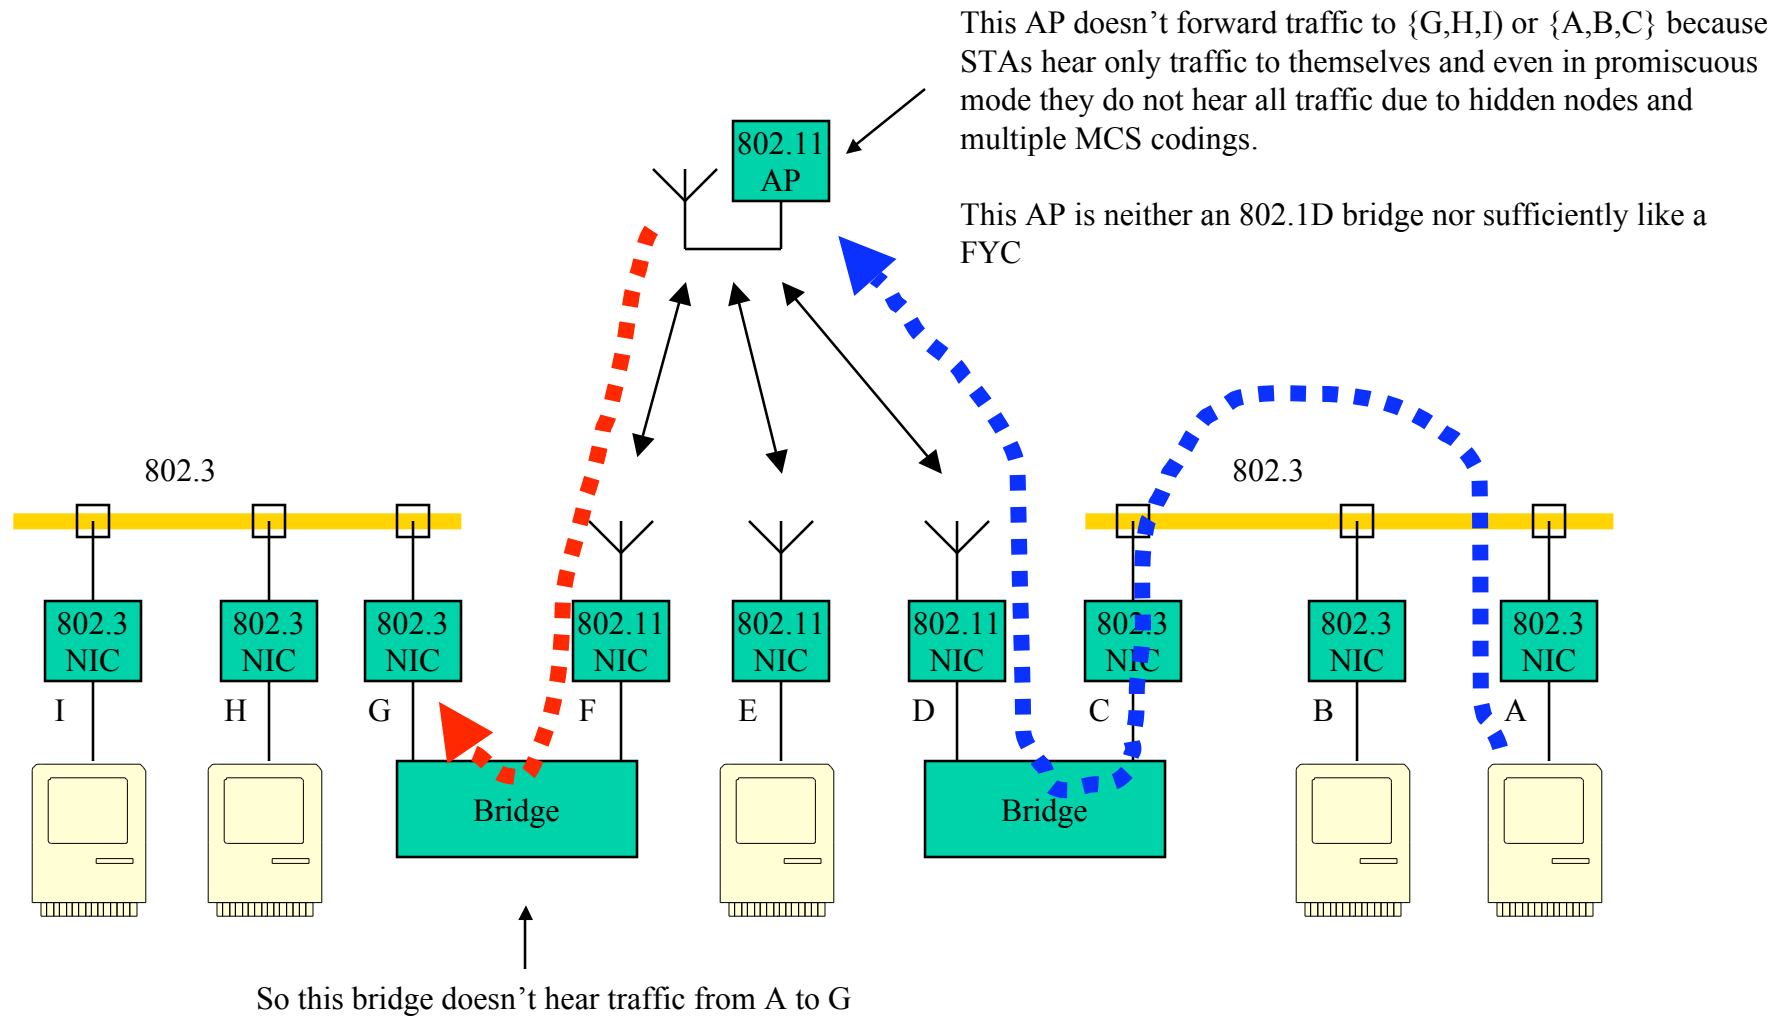 This AP doesn’t forward traffic to {G,H,I) or {A,B,C} because
STAs hear only traffic to themselves and even in promiscuous
mode they do not hear all traffic due to hidden nodes and
multiple MCS codings.
This AP is neither an 802.1D bridge nor sufficiently like a
FYC
802.11
AP
802.3
802.3
802.3
NIC
802.3
NIC
802.3
NIC
802.11
NIC
802.11
NIC
802.11
NIC
802.3
NIC
802.3
NIC
802.3
NIC
I
H
G
F
E
D
C
B
A
Bridge
Bridge
So this bridge doesn’t hear traffic from A to G